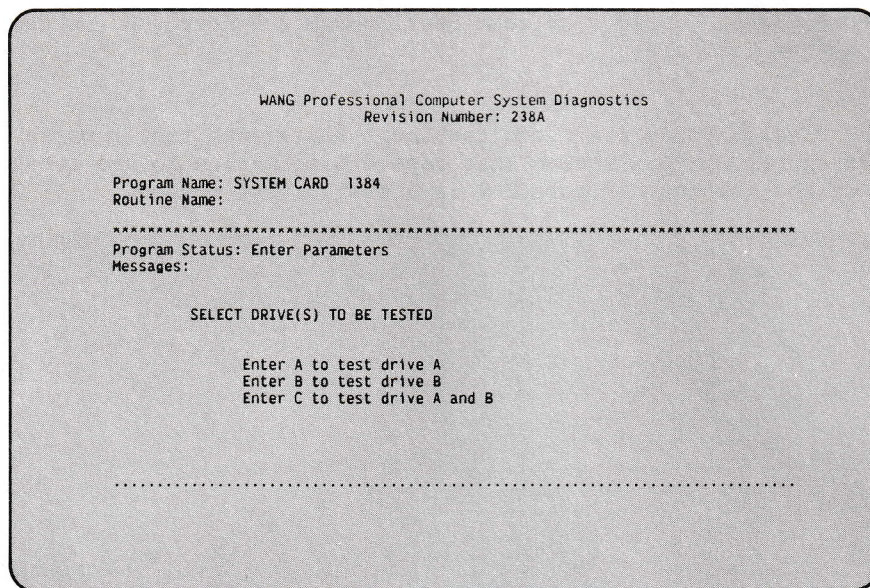 WANG Professional Computer System Diagnostics
Revision Number: 238A
Program Name: SYSTEM CARD 1384
Routine Name:
*******************************************************************************
Program Status: Enter Parameters
Messages:
SELECT DRIVE(S) TO BE TESTED
Enter A to test drive A
Enter B to test drive B
Enter C to test drive A and B
...............................................................................